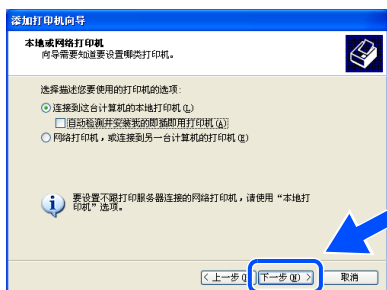 添加打印机向导
本地或网络打印机
向导需要知道要设置哪类打印机。
选择描述您要使用的打印机的选项:
连接到这台计算机的本地打印机(L)
自动检测并安装我的即插即用打印机(A)
网络打印机，或连接到另一台计算机的打印机(E)
要设置不跟打印服务器连接的网络打印机，请使用“本地打
印机”选项。
< 上一步( 下一步(N) > 取消